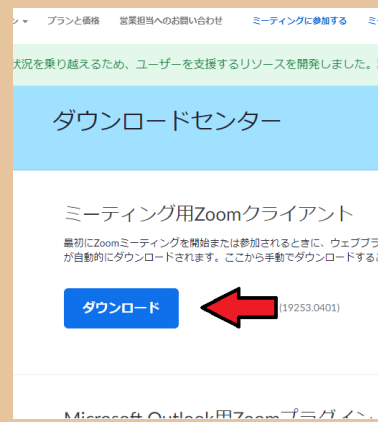 プランと価格 営業担当へのお問い合わせ ミーティングに参加する
状況を乗り越えるため、ユーザーを支援するリソースを開発しました。
ダウンロードセンター
ミーティング用Zoomクライアント
最初にZoomミーティングを開始または参加されるときに、ウェブブラ
が自動的にダウンロードされます。ここから手動でダウンロードする
ダウンロード
(19253.0401)
Microsoft Outlook用Zoomプラグイン